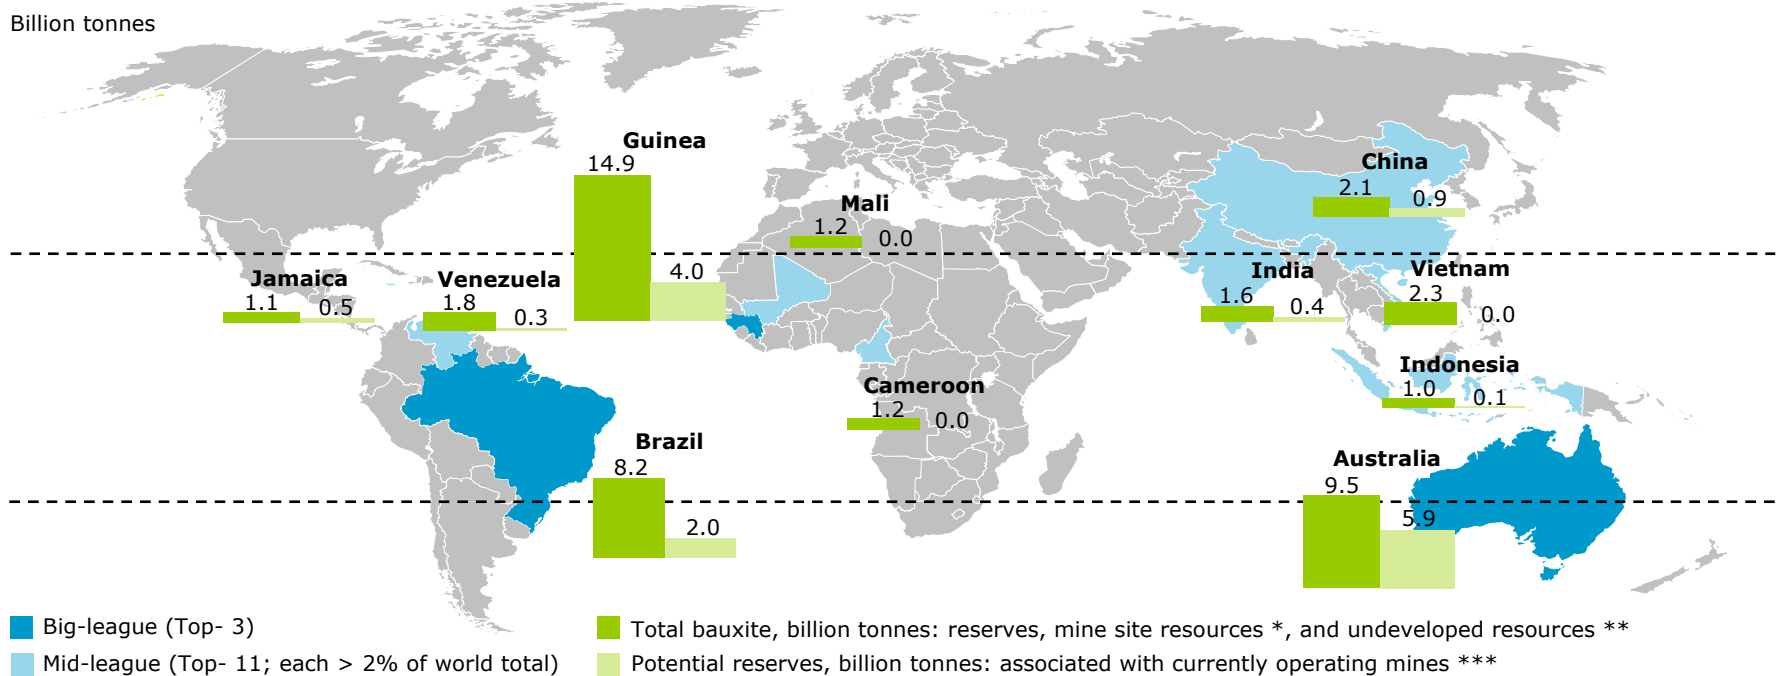 Billion tonnes
Guinea
14.9
4.0
Mali
1.2 0.0
China
2.1 0.9
Jamaica
1.1 0.5
Venezuela
1.8 0.3
India
1.6 0.4
Vietnam
2.3 0.0
Cameroon
1.2 0.0
Indonesia
1.0 0.1
Brazil
8.2
2.0
Australia
9.5
5.9
Big-league (Top- 3)
Mid-league (Top- 11; each > 2% of world total)
Total bauxite, billion tonnes: reserves, mine site resources *, and undeveloped resources **
Potential reserves, billion tonnes: associated with currently operating mines ***